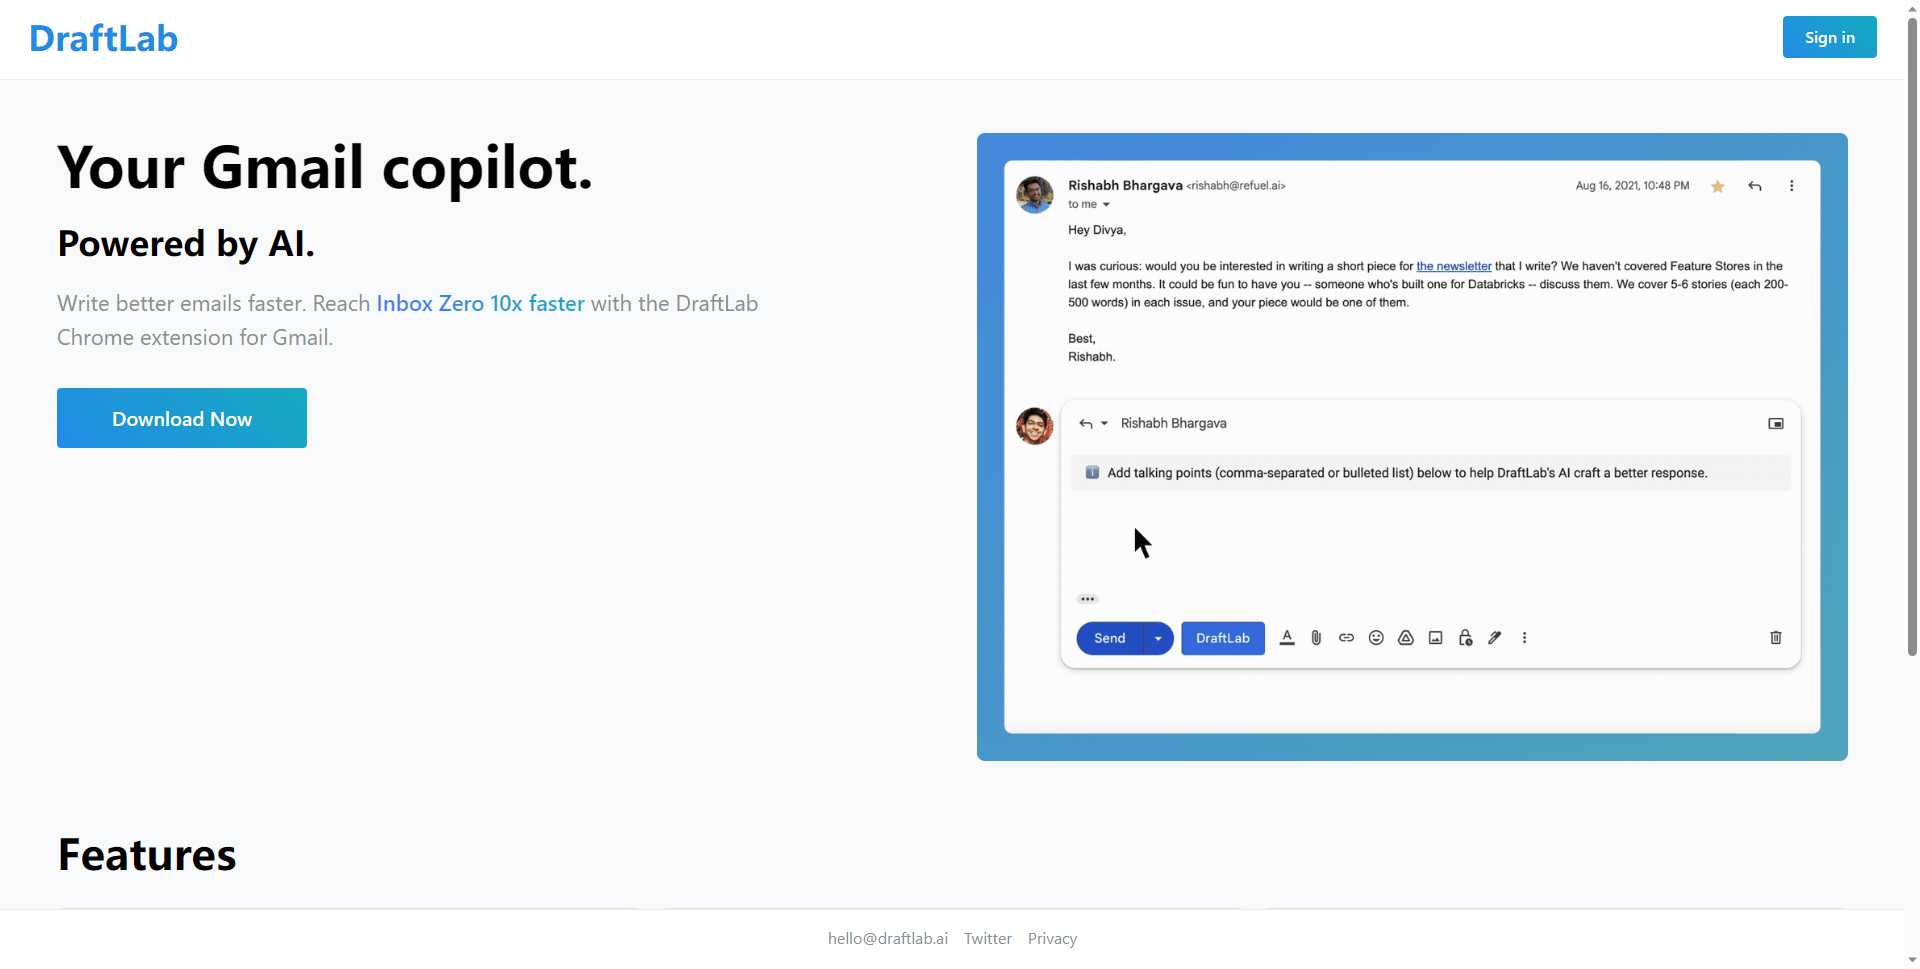 DraftLab
Sign in
Your Gmail copilot.
Powered by AI.
Write better emails faster. Reach Inbox Zero 10x faster with the DraftLab
Chrome extension for Gmail.
Download Now
Rishabh Bhargava <rishabh@refuel.ai>
Aug 16, 2021, 10:48 PM
to me
Hey Divya,
I was curious: would you be interested in writing a short piece for the newsletter that I write? We haven't covered Feature Stores in the
last few months. It could be fun to have you -- someone who's built one for Databricks -- discuss them. We cover 5-6 stories (each 200-
500 words) in each issue, and your piece would be one of them.
Best,
Rishabh.
Rishabh Bhargava
Add talking points (comma-separated or bulleted list) below to help DraftLab's AI craft a better response.
Send
DraftLab
Features
hello@draftlab.ai Twitter Privacy